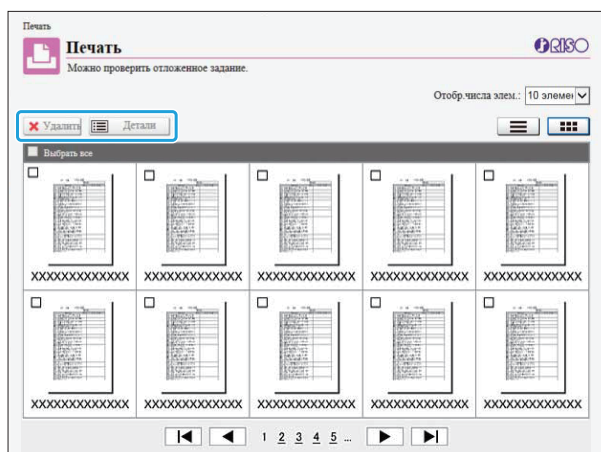 Печать
Печать
RISO
Можно проверить отложенное задание.
Отобр.числа элем.: 10 элемен
Удалить Детали
Выбрать все
XXXXXXXXXXXXX XXXXXXXXXXXXX XXXXXXXXXXXXX XXXXXXXXXXXXX XXXXXXXXXXXXX
XXXXXXXXXXXXX XXXXXXXXXXXXX XXXXXXXXXXXXX XXXXXXXXXXXXX XXXXXXXXXXXXX
1 2 3 4 5 ...